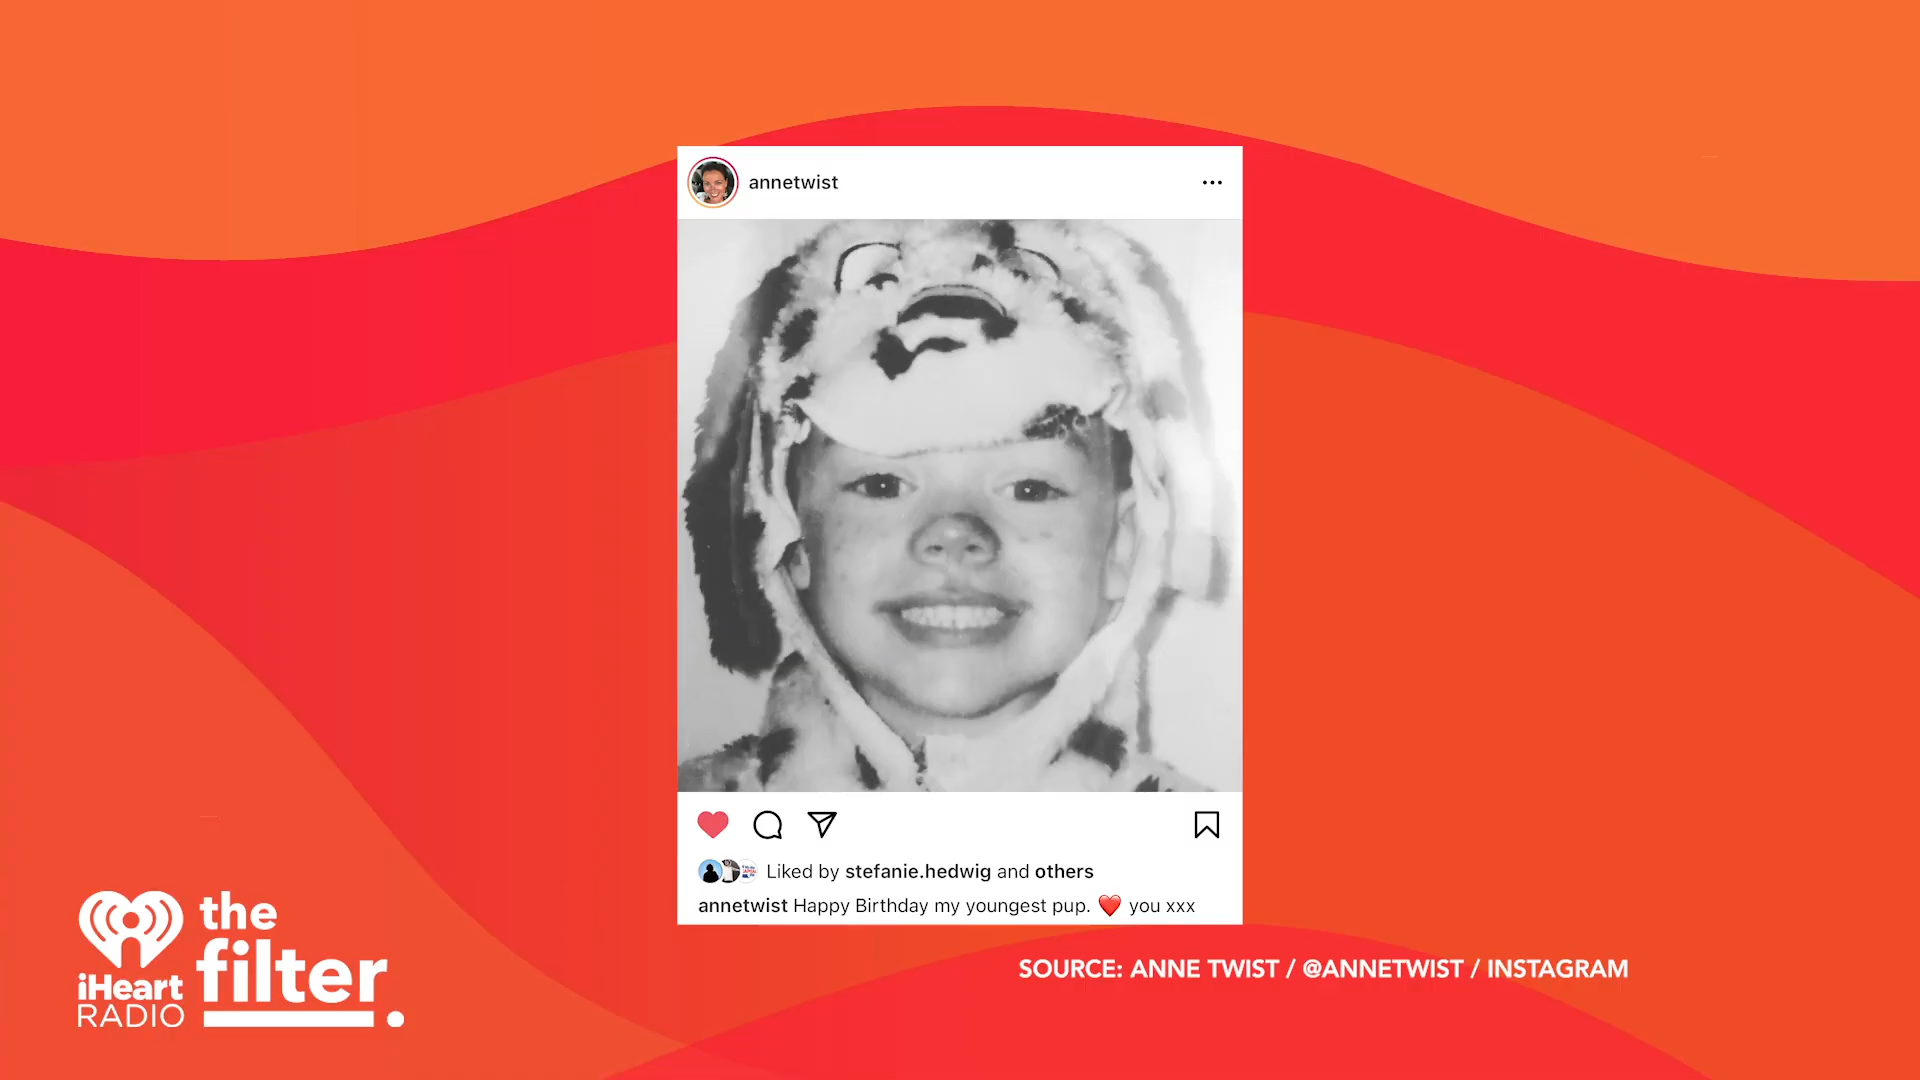 annetwist
Liked by stefanie.hedwig and others
annetwist Happy Birthday my youngest pup. ❤️ you xxx
SOURCE: ANNE TWIST / @ANNETWIST / INSTAGRAM
iHeart
RADIO
the
filter.